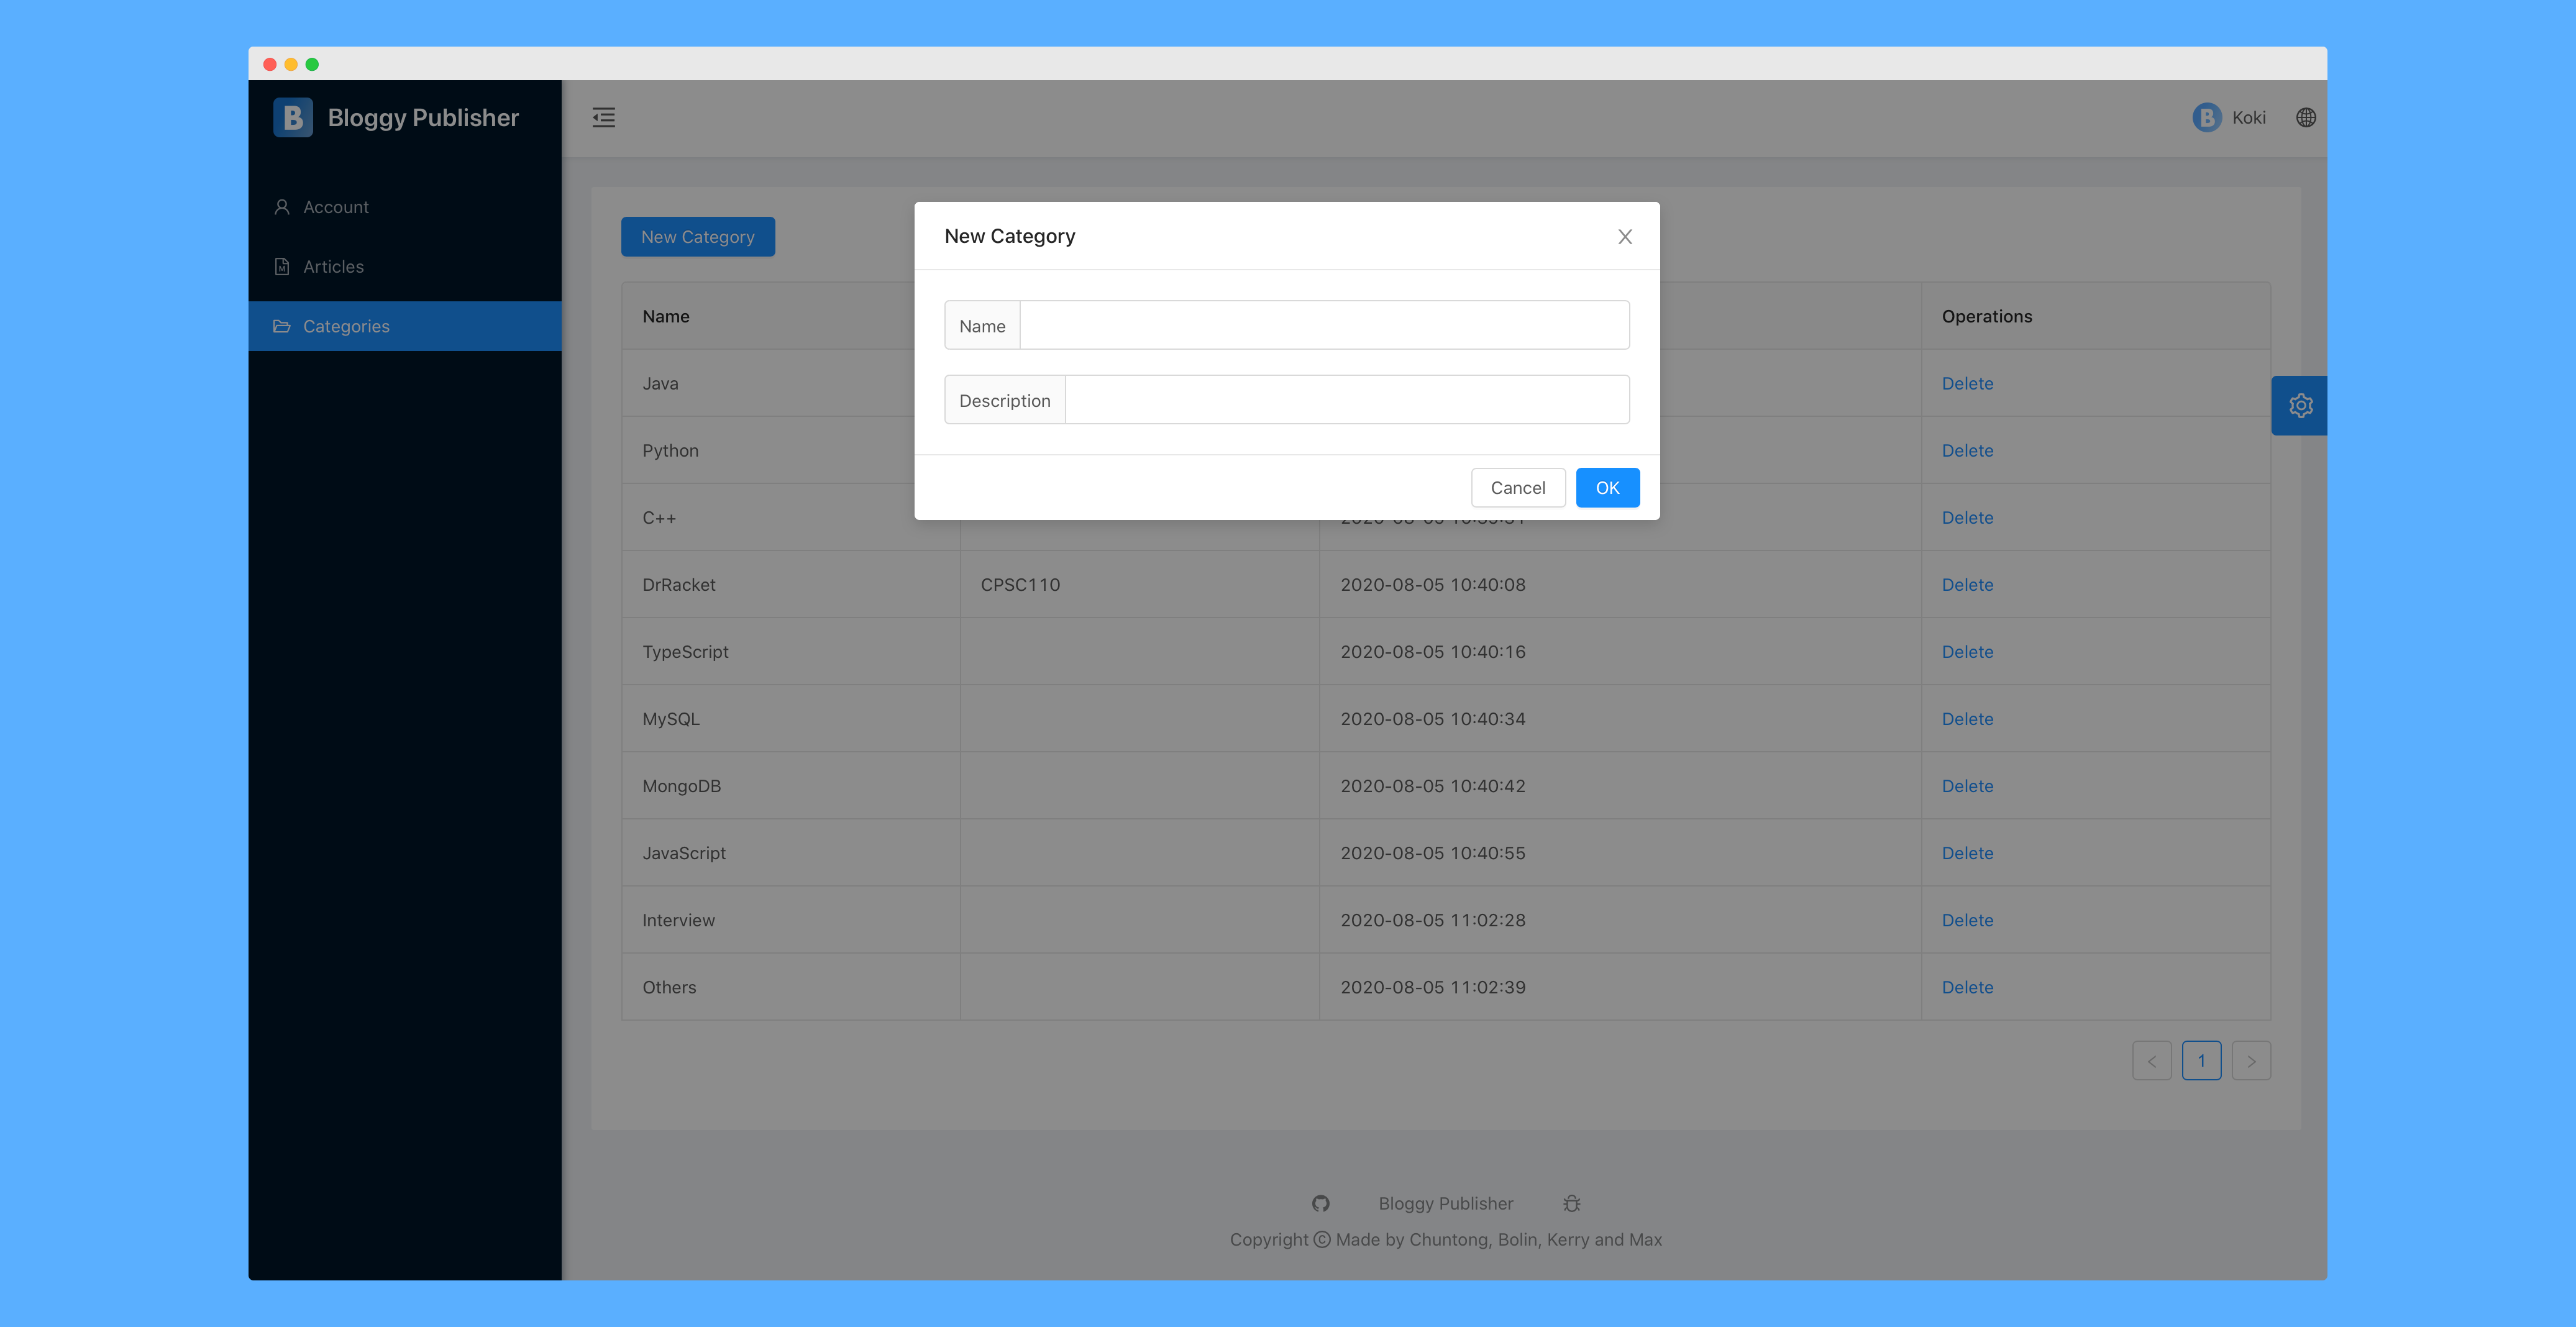 B Bloggy Publisher
B Koki
Account
Articles
Categories
New Category
New Category
Name
Description
Cancel OK
Name Operations
Java Delete
Python Delete
C++ Delete
DrRacket CPSC110 2020-08-05 10:40:08 Delete
TypeScript 2020-08-05 10:40:16 Delete
MySQL 2020-08-05 10:40:34 Delete
MongoDB 2020-08-05 10:40:42 Delete
JavaScript 2020-08-05 10:40:55 Delete
Interview 2020-08-05 11:02:28 Delete
Others 2020-08-05 11:02:39 Delete
< 1 >
Bloggy Publisher
Copyright © Made by Chuntong, Bolin, Kerry and Max